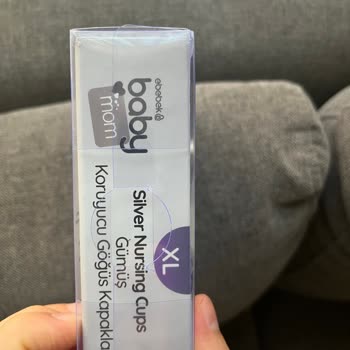 ebebek
baby
mom
XL
Silver Nursing Cups
Gümüş
Koruyucu Göğüs Kapakla